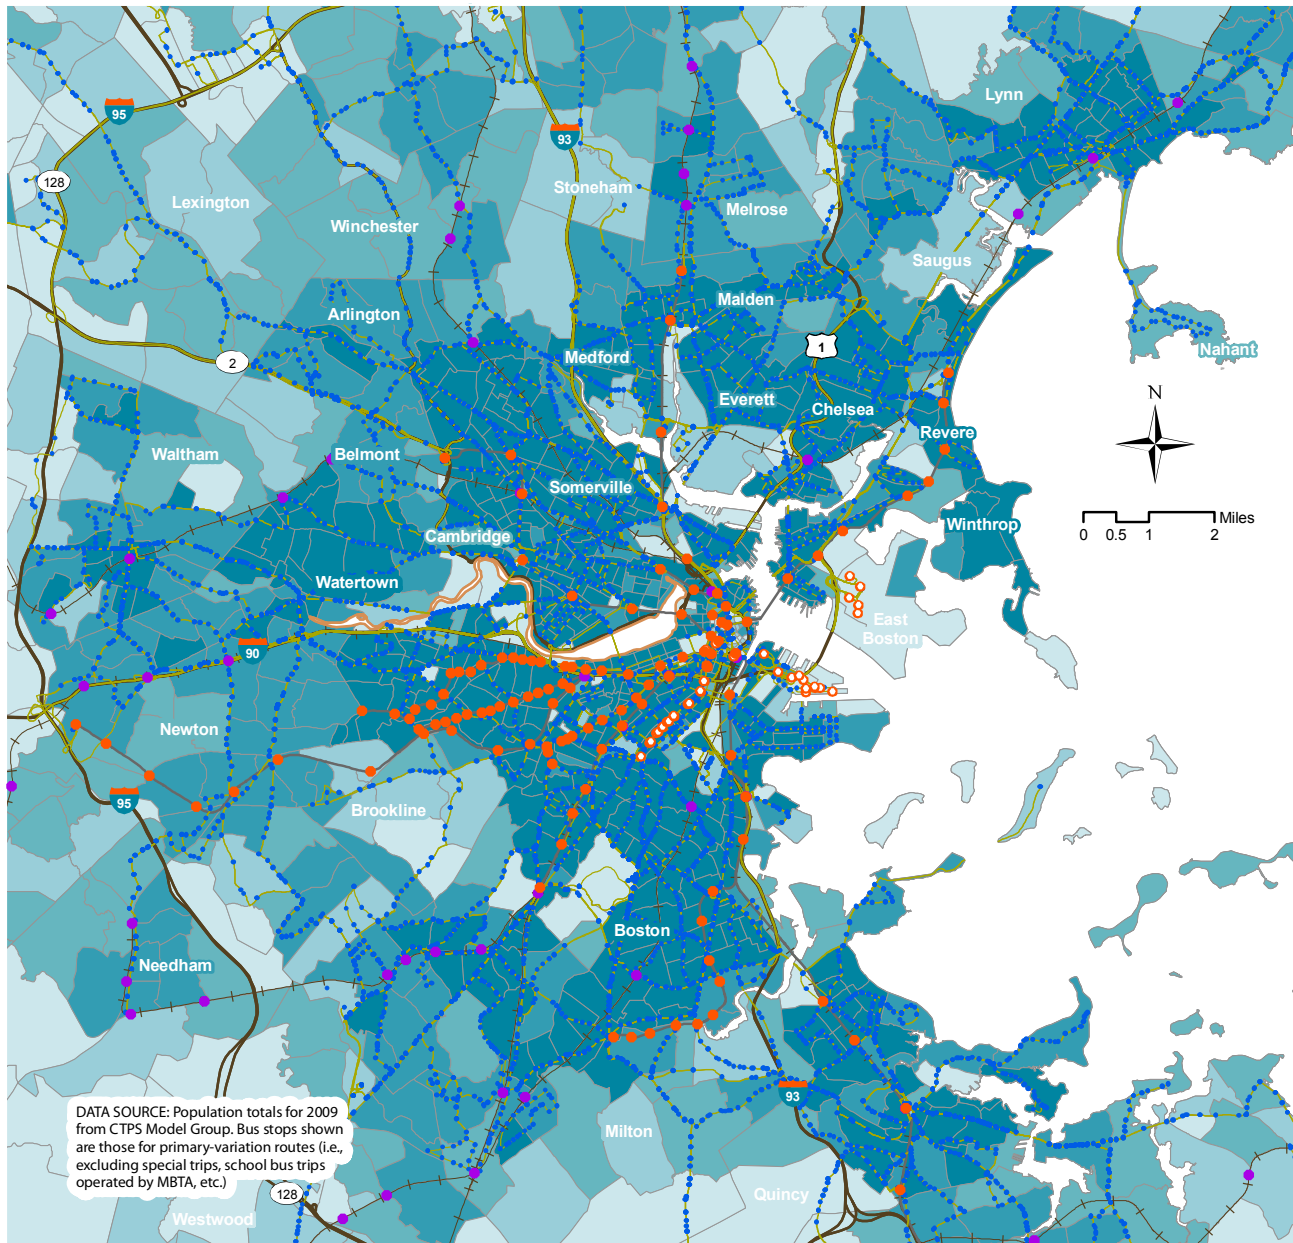 Lynn
95
93
128
Stoneham
Lexington
Melrose
Winchester
Saugus
Malden
Arlington
1
Nahant
2
Medford
Everett
Chelsea
N
Revere
Waltham
Belmont
Somerville
Winthrop
Miles
0 0.5 1 2
Cambridge
Watertown
East
Boston
90
Newton
95
Brookline
Boston
Needham
93
DATA SOURCE: Population totals for 2009
from CTPS Model Group. Bus stops shown
are those for primary-variation routes (i.e.,
excluding special trips, school bus trips
operated by MBTA, etc.)
Milton
128
Quincy
Westwood